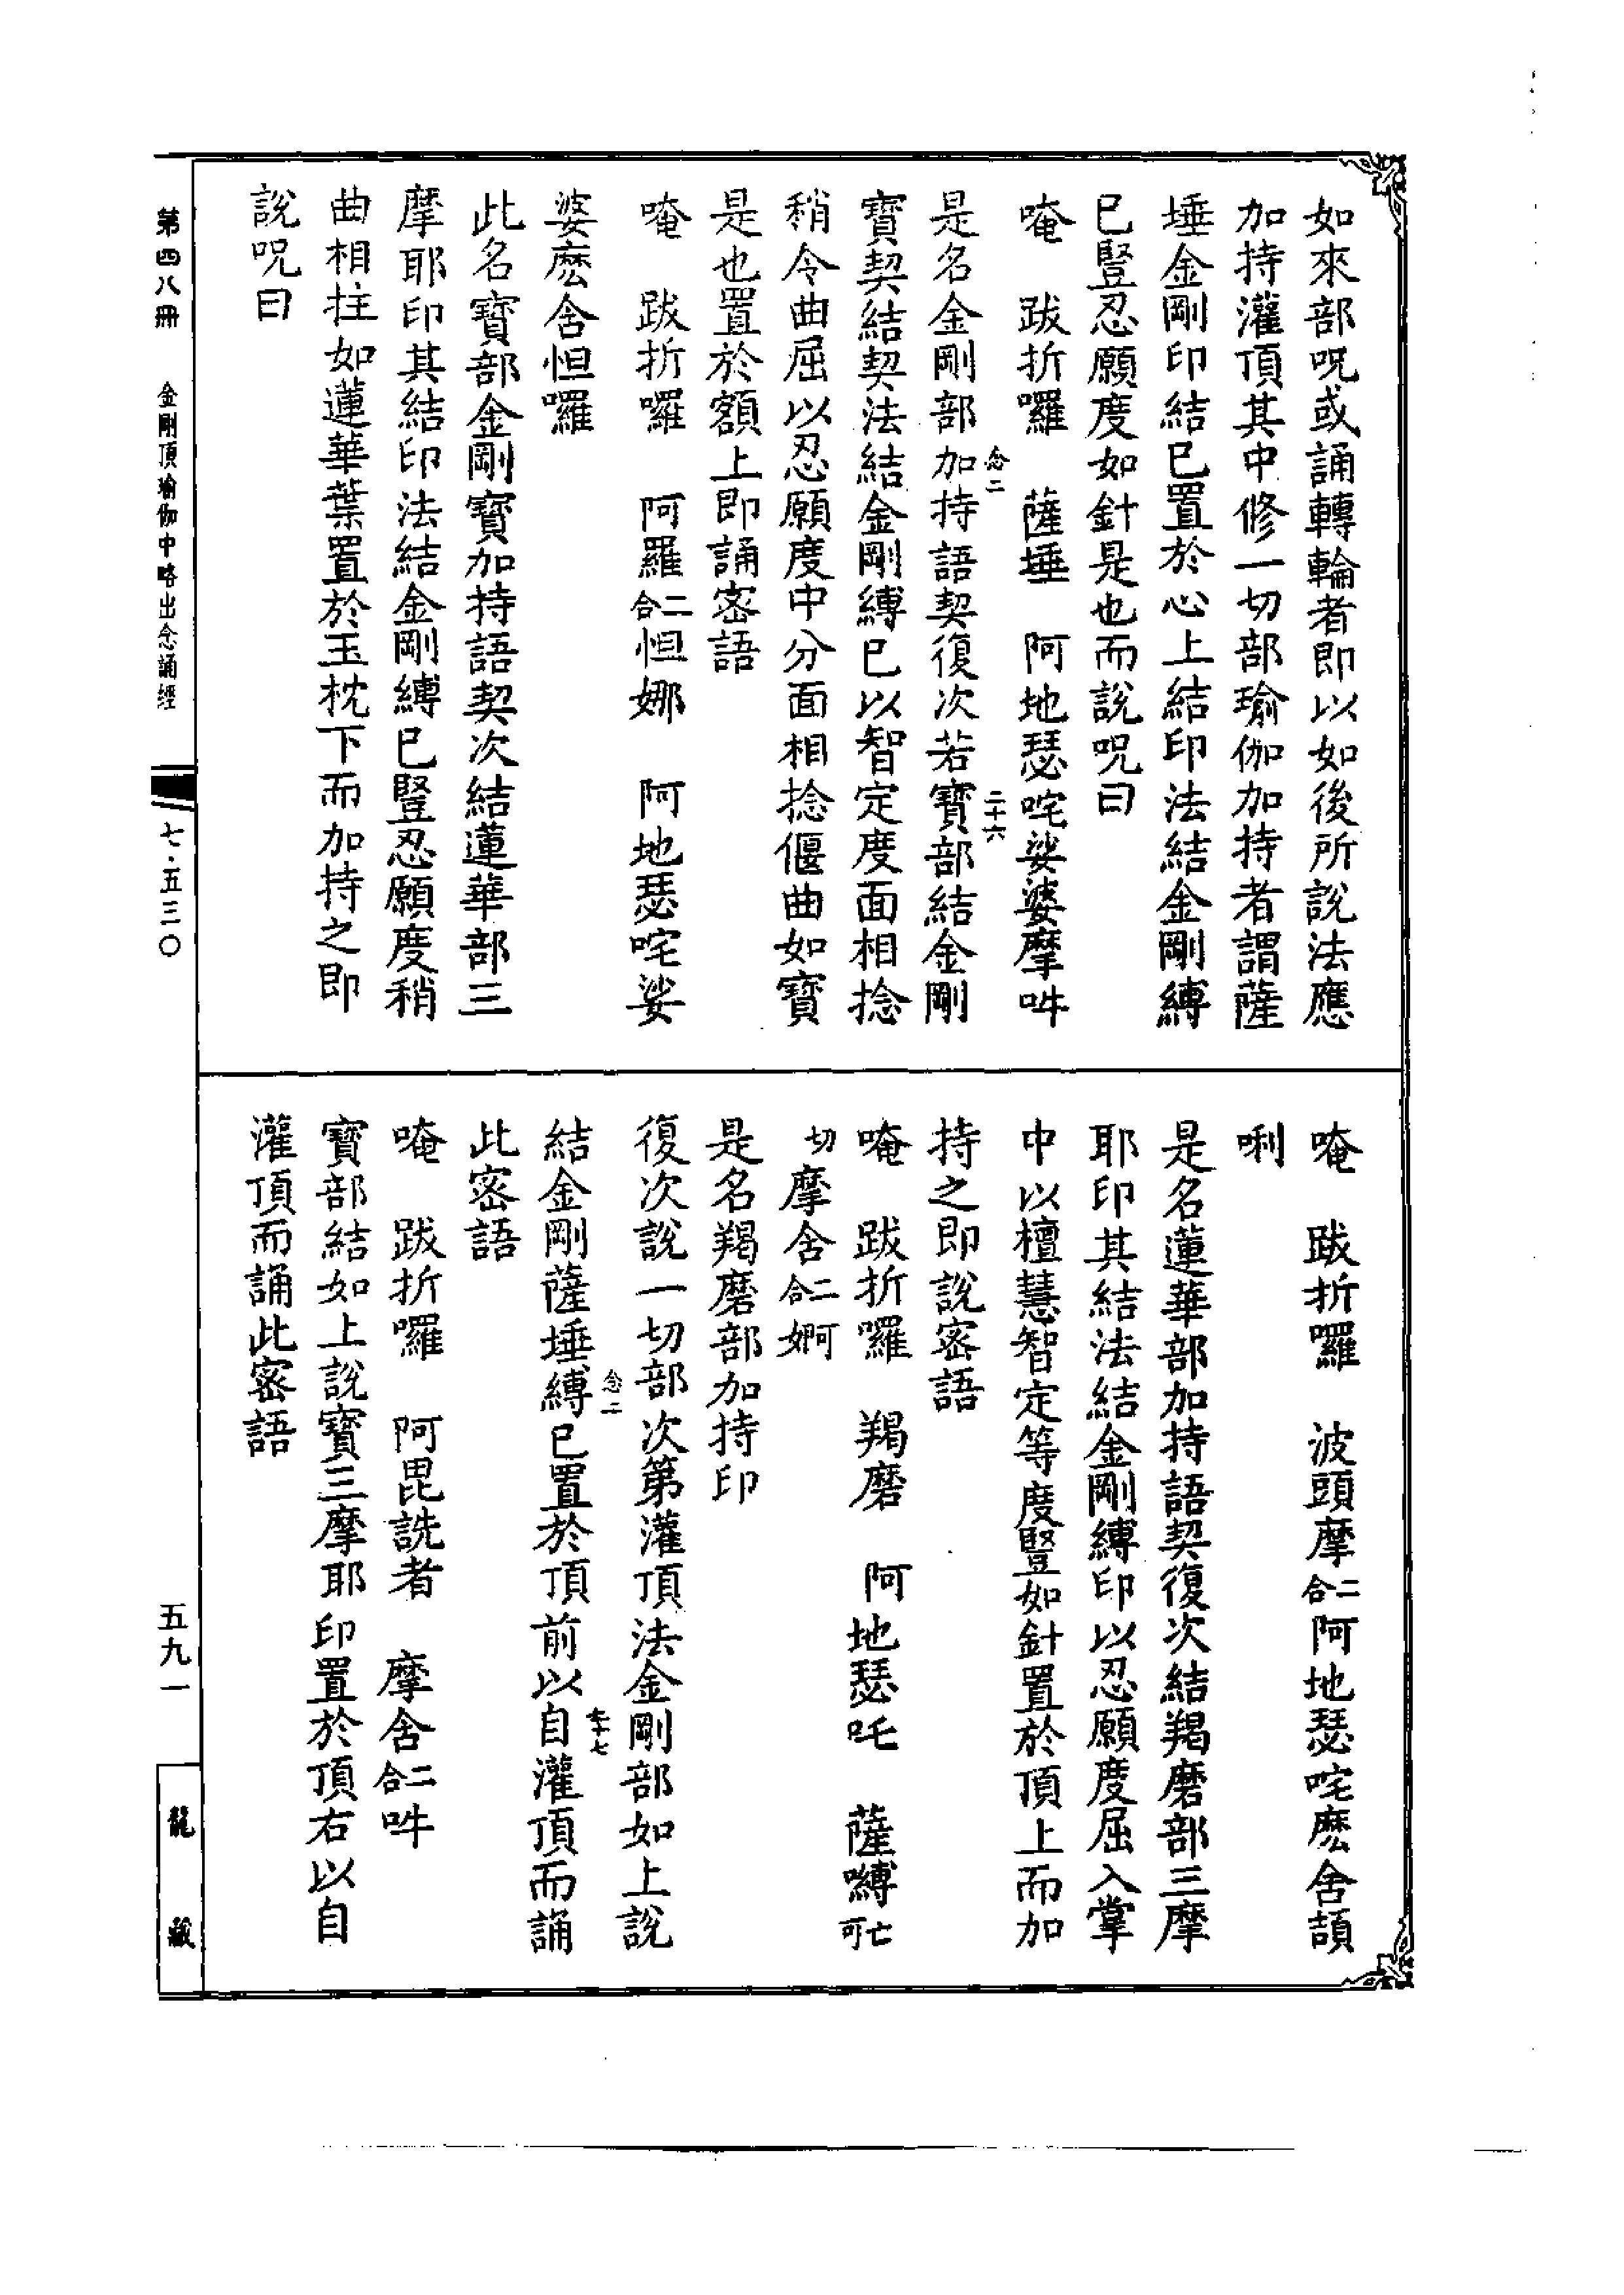 如來部呪或誦轉輪者即以如後所說法應
加持灌頂其中修一切部瑜伽加持者謂薩
埵金剛印結已置於心上結印法結金剛縛
已豎忍願度如針是也而說呪曰
唵　跋折囉　薩埵　阿地瑟咤娑婆摩吽
是名金剛部加持語契復次若寶部結金剛
念二
二十六
寶契結契法結金剛縛已以智定度面相捻
稍令曲屈以忍願度中分面相捻偃曲如寶
是也置於額上即誦密語
唵　跋折囉　阿羅二合怛娜　阿地瑟咤娑
婆麽含怛囉
此名寶部金剛寶加持語契次結蓮華部三
摩耶印其結印法結金剛縛已豎忍願度稍
曲相拄如蓮華葉置於玉枕下而加持之即
說呪曰
唵　跋折囉　波頭摩二合阿地瑟咤麽含頡
唎
是名蓮華部加持語契復次結羯磨部三摩
耶印其結法結金剛縛印以忍願度屈入掌
中以檀慧智定等度豎如針置於頂上而加
持之即說密語
唵　跋折囉　羯磨　阿地瑟吒　薩嚩亡可
切摩含二合婀
是名羯磨部加持印
復次說一切部次第灌頂法金剛部如上說
念二
二十七
結金剛薩埵縛已置於頂前以自灌頂而誦
此密語
唵　跋折囉　阿毘詵者　摩含二合吽
寶部結如上說寶三摩耶印置於頂右以自
灌頂而誦此密語
第四八冊　金剛頂瑜伽中略出念誦經
七·五三〇
五九一
龍藏